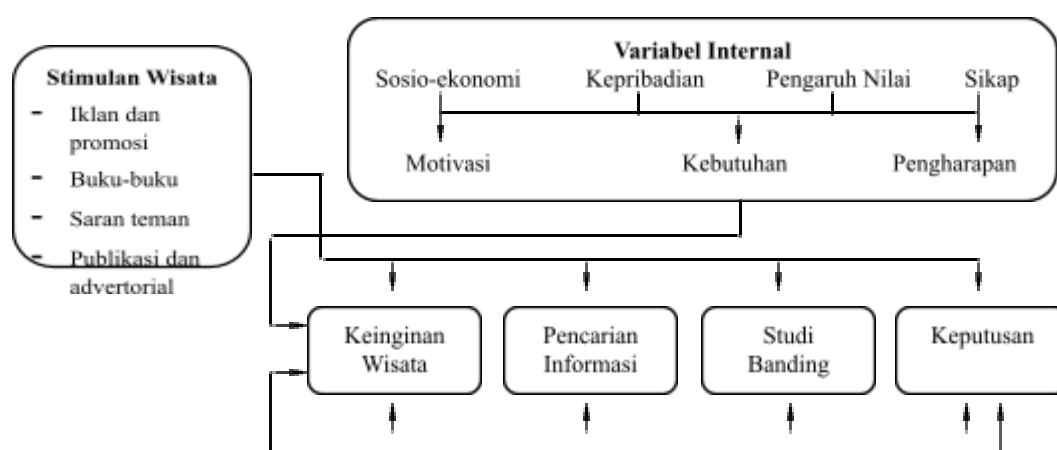 Stimulan Wisata
- Iklan dan
promosi
- Buku-buku
- Saran teman
- Publikasi dan
advertorial
Variabel Internal
Sosio-ekonomi Kepribadian Pengaruh Nilai Sikap
Motivasi Kebutuhan Pengharapan
Keinginan
Wisata
Pencarian
Informasi
Studi
Banding
Keputusan